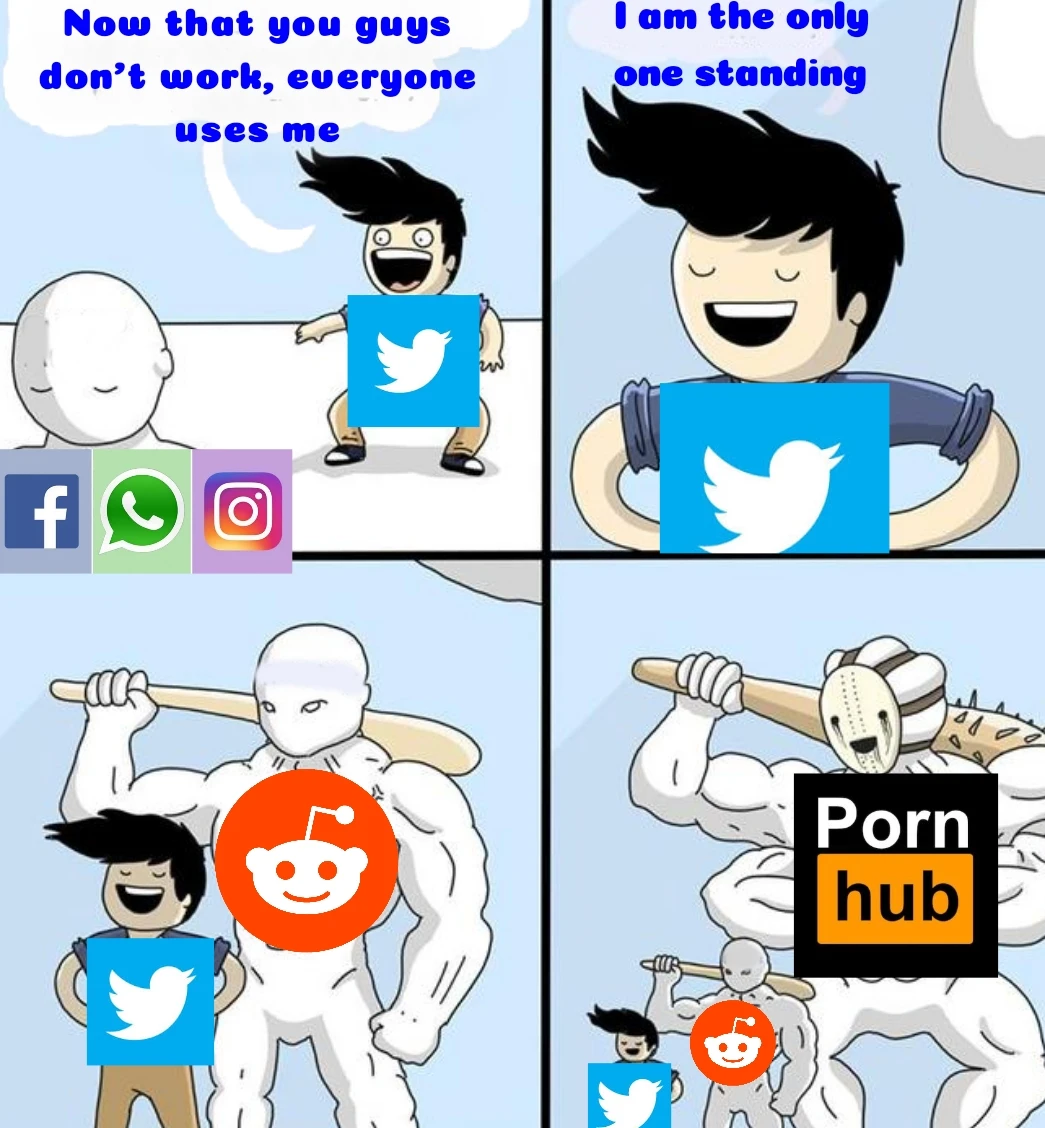 Now that you guys
don't work, everyone
uses me
I am the only
one standing
Porn
hub